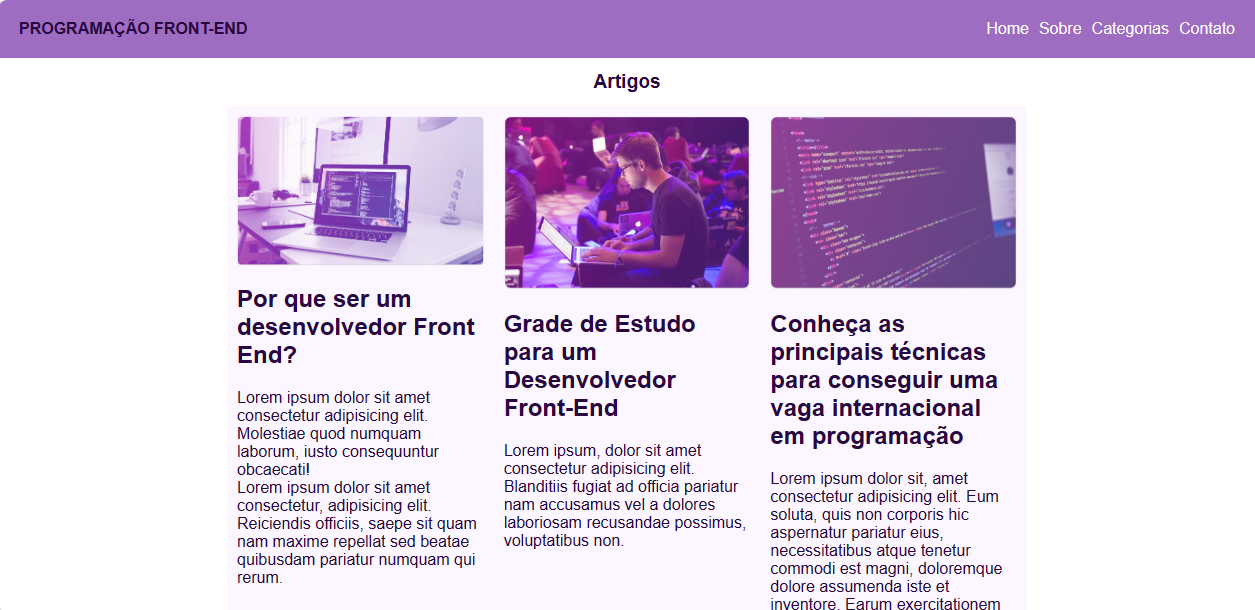 PROGRAMAÇÃO FRONT-END
Home Sobre Categorias Contato
Artigos
Por que ser um
desenvolvedor Front
End?
Lorem ipsum dolor sit amet
consectetur adipisicing elit.
Molestiae quod numquam
laborum, iusto consequuntur
obcaecati!
Lorem ipsum dolor sit amet
consectetur, adipisicing elit.
Reiciendis officiis, saepe sit quam
nam maxime repellat sed beatae
quibusdam pariatur numquam qui
rerum.
Grade de Estudo
para um
Desenvolvedor
Front-End
Lorem ipsum, dolor sit amet
consectetur adipisicing elit.
Blanditiis fugiat ad officia pariatur
nam accusamus vel a dolores
laboriosam recusandae possimus,
voluptatibus non.
Conheça as
principais técnicas
para conseguir uma
vaga internacional
em programação
Lorem ipsum dolor sit, amet
consectetur adipisicing elit. Eum
soluta, quis non corporis hic
aspernatur pariatur eius,
necessitatibus atque tenetur
commodi est magni, doloremque
dolore assumenda iste et
inventore. Earum exercitationem